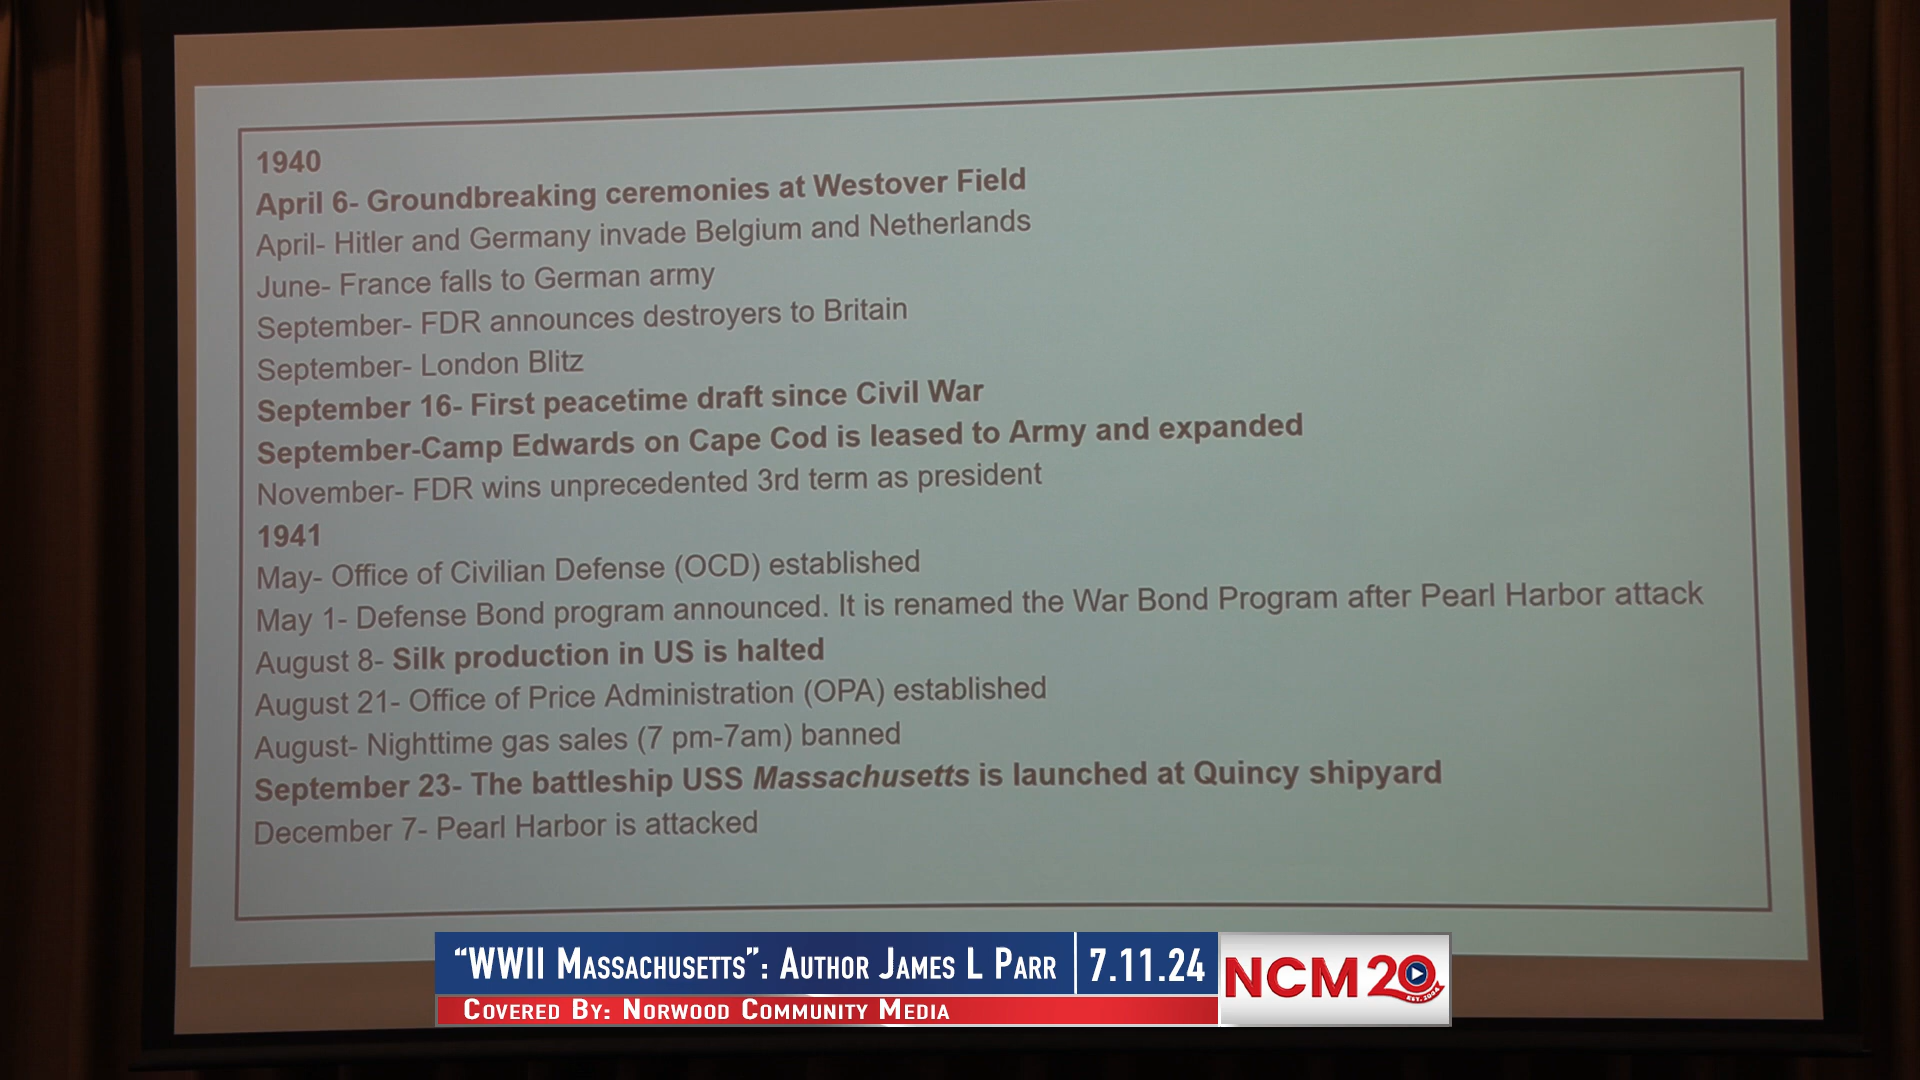 1940
April 6- Groundbreaking ceremonies at Westover Field
April- Hitler and Germany invade Belgium and Netherlands
June- France falls to German army
September- FDR announces destroyers to Britain
September- London Blitz
September 16- First peacetime draft since Civil War
September-Camp Edwards on Cape Cod is leased to Army and expanded
November- FDR wins unprecedented 3rd term as president
1941
May- Office of Civilian Defense (OCD) established
May 1- Defense Bond program announced. It is renamed the War Bond Program after Pearl Harbor attack
August 8- Silk production in US is halted
August 21- Office of Price Administration (OPA) established
August- Nighttime gas sales (7 pm-7am) banned
September 23- The battleship USS Massachusetts is launched at Quincy shipyard
December 7- Pearl Harbor is attacked
“WWII Massachusetts”: Author James L Parr 7.11.24
Covered By: Norwood Community Media
NCM20
EST. 2004